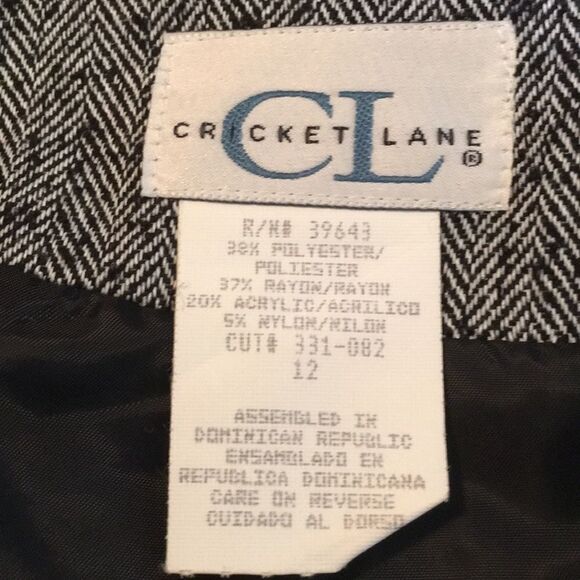 CL
CRICKET LANE ®
R/N# 39643
38% POLYESTER/
POLIESTER
37% RAYON/RAYON
20% ACRYLIC/ACRILICO
5% NYLON/NILON
CUT# 331-082
12
ASSEMBLED IN
DOMINICAN REPUBLIC
ENSAMBLADO EN
REPUBLICA DOMINICANA
CARE ON REVERSE
CUIDADO AL DORSO